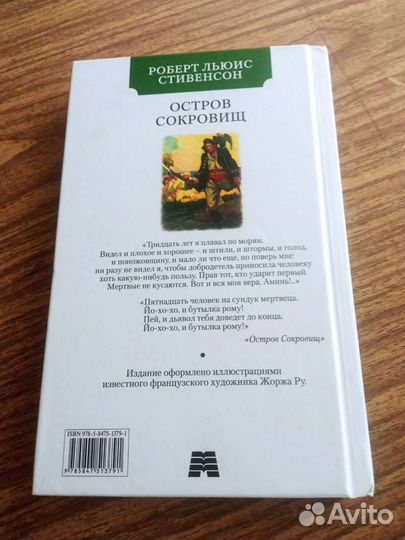 РОБЕРТ ЛЬЮИС
СТИВЕНСОН
ОСТРОВ
СОКРОВИЩ
«Тридцать лет я плавал по морям.
Видел и плохое и хорошее – и штили, и штормы, и голод,
и поножовщину, и мало ли что еще, но поверь мне:
ни разу не видел я, чтобы добродетель приносила человеку
хоть какую-нибудь пользу. Прав тот, кто ударит первый.
Мертвые не кусаются. Вот и вся моя вера. Аминь!..»
«Пятнадцать человек на сундук мертвеца.
Йо-хо-хо, и бутылка рому!
Пей, и дьявол тебя доведет до конца.
Йо-хо-хо, и бутылка рому!»
«Остров Сокровищ»
Издание оформлено иллюстрациями
известного французского художника Жоржа Ру.
ISBN 978-5-8475-1379-1
9 785847 513791
Avito